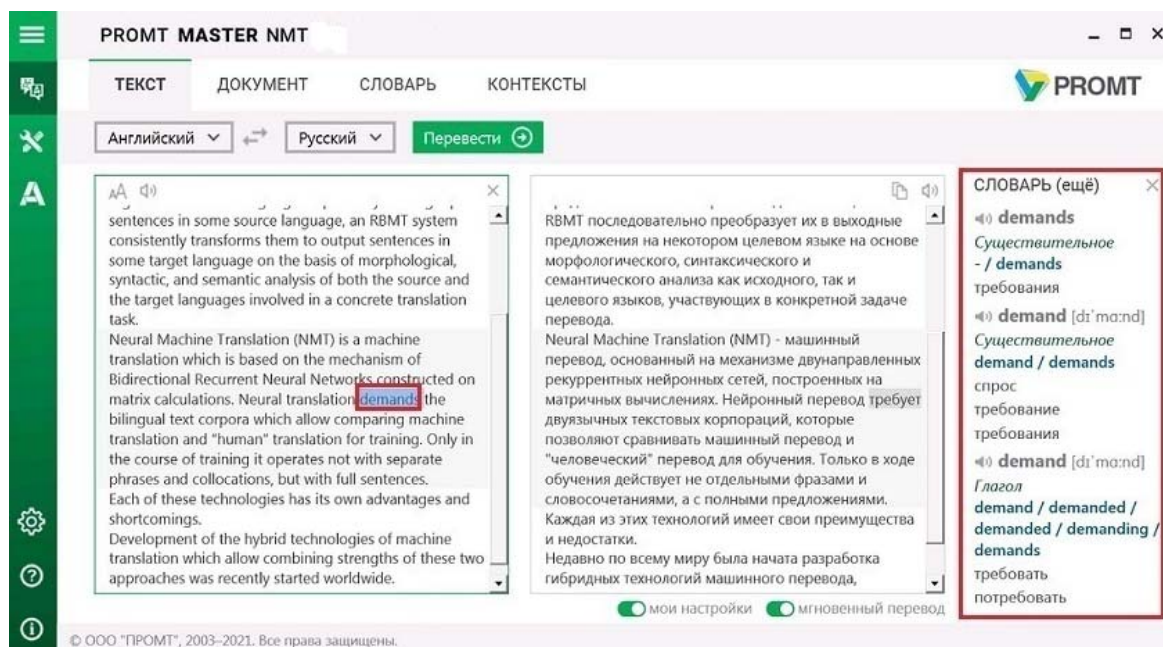 PROMT MASTER NMT
ТЕКСТ ДОКУМЕНТ СЛОВАРЬ КОНТЕКСТЫ
PROMT
Английский Русский Перевести
sentences in some source language, an RBMT system
consistently transforms them to output sentences in
some target language on the basis of morphological,
syntactic, and semantic analysis of both the source and
the target languages involved in a concrete translation
task.
Neural Machine Translation (NMT) is a machine
translation which is based on the mechanism of
Bidirectional Recurrent Neural Networks constructed on
matrix calculations. Neural translation demands the
bilingual text corpora which allow comparing machine
translation and "human" translation for training. Only in
the course of training it operates not with separate
phrases and collocations, but with full sentences.
Each of these technologies has its own advantages and
shortcomings.
Development of the hybrid technologies of machine
translation which allow combining strengths of these two
approaches was recently started worldwide.
RBMT последовательно преобразует их в выходные
предложения на некотором целевом языке на основе
морфологического, синтаксического и
семантического анализа как исходного, так и
целевого языков, участвующих в конкретной задаче
перевода.
Neural Machine Translation (NMT) - машинный
перевод, основанный на механизме двунаправленных
рекуррентных нейронных сетей, построенных на
матричных вычислениях. Нейронный перевод требует
двуязычных текстовых корпораций, которые
позволяют сравнивать машинный перевод и
"человеческий" перевод для обучения. Только в ходе
обучения действует не отдельными фразами и
словосочетаниями, а с полными предложениями.
Каждая из этих технологий имеет свои преимущества
и недостатки.
Недавно по всему миру была начата разработка
гибридных технологий машинного перевода,
СЛОВАРЬ (ещё)
demands
Существительное
- / demands
требования
demand [dɪˈmɑːnd]
Существительное
demand / demands
спрос
требование
требования
demand [dɪˈmɑːnd]
Глагол
demand / demanded /
demanded / demanding /
demands
требовать
потребовать
мои настройки мгновенный перевод
© ООО "ПРОМТ", 2003–2021. Все права защищены.